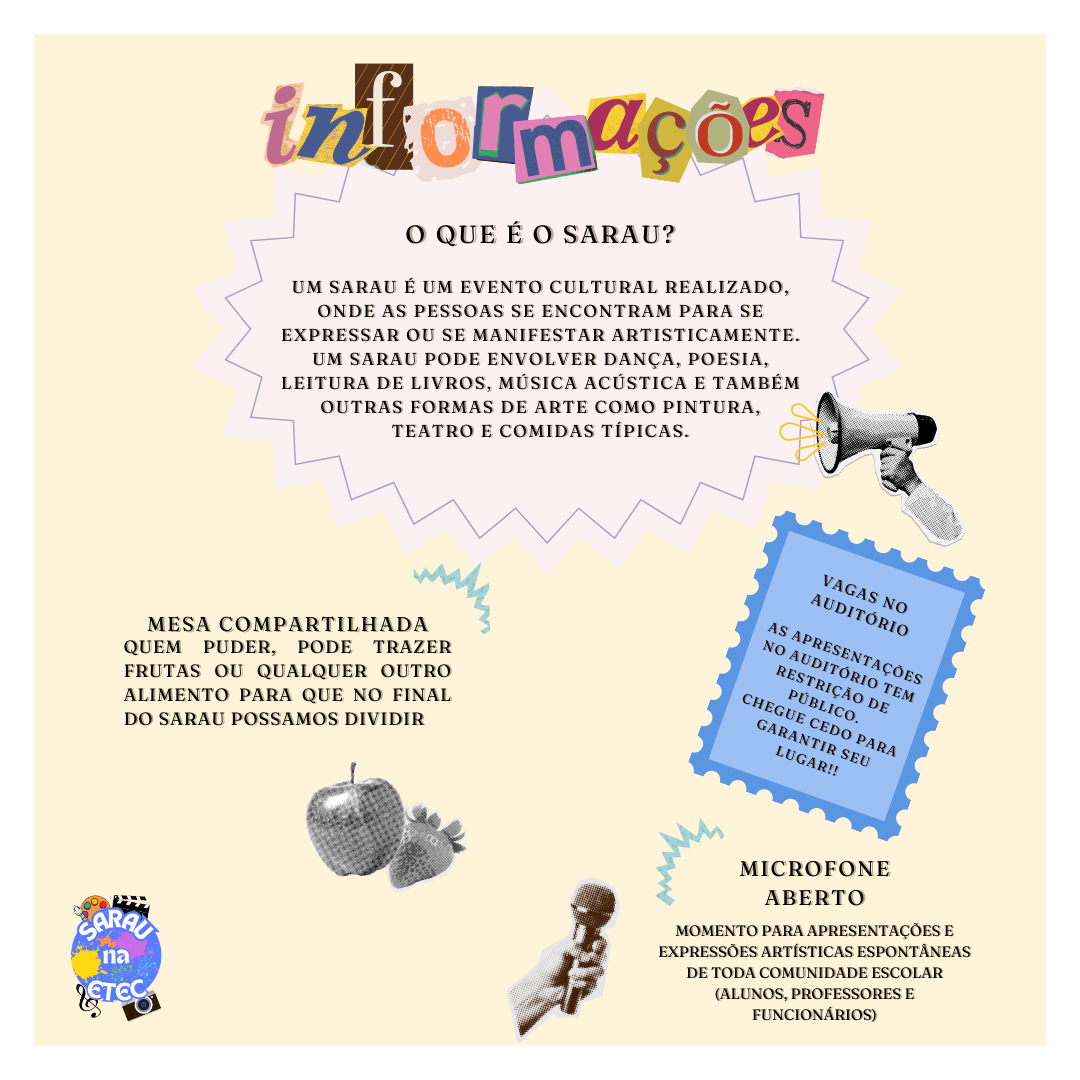 informações
O QUE É O SARAU?
UM SARAU É UM EVENTO CULTURAL REALIZADO,
ONDE AS PESSOAS SE ENCONTRAM PARA SE
EXPRESSAR OU SE MANIFESTAR ARTISTICAMENTE.
UM SARAU PODE ENVOLVER DANÇA, POESIA,
LEITURA DE LIVROS, MÚSICA ACÚSTICA E TAMBÉM
OUTRAS FORMAS DE ARTE COMO PINTURA,
TEATRO E COMIDAS TÍPICAS.
MESA COMPARTILHADA
QUEM PUDER, PODE TRAZER
FRUTAS OU QUALQUER OUTRO
ALIMENTO PARA QUE NO FINAL
DO SARAU POSSAMOS DIVIDIR
VAGAS NO
AUDITÓRIO
AS APRESENTAÇÕES
NO AUDITÓRIO TEM
RESTRIÇÃO DE
PÚBLICO.
CHEGUE CEDO PARA
GARANTIR SEU
LUGAR!!
MICROFONE
ABERTO
MOMENTO PARA APRESENTAÇÕES E
EXPRESSÕES ARTÍSTICAS ESPONTÂNEAS
DE TODA COMUNIDADE ESCOLAR
(ALUNOS, PROFESSORES E
FUNCIONÁRIOS)
SARAU
na
ETEC